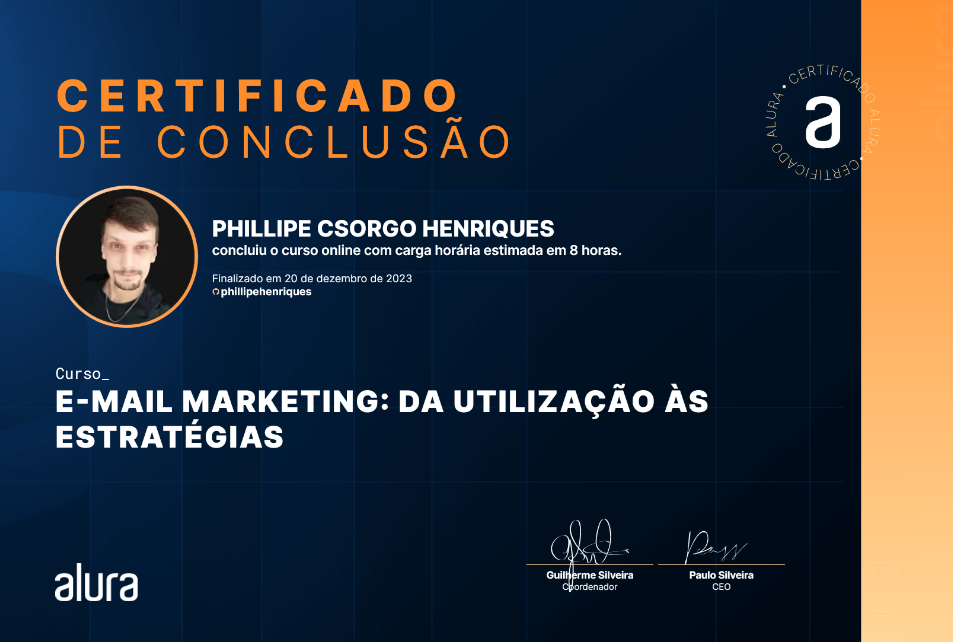 CERTIFICADO
DE CONCLUSÃO
CERTIFICADO ALURA • CERTIFICADO ALURA •
a
PHILLIPE CSORGO HENRIQUES
concluiu o curso online com carga horária estimada em 8 horas.
Finalizado em 20 de dezembro de 2023
phillipehenriques
Curso_
E-MAIL MARKETING: DA UTILIZAÇÃO ÀS
ESTRATÉGIAS
Guilherme Silveira
Coordenador
Paulo Silveira
CEO
alura